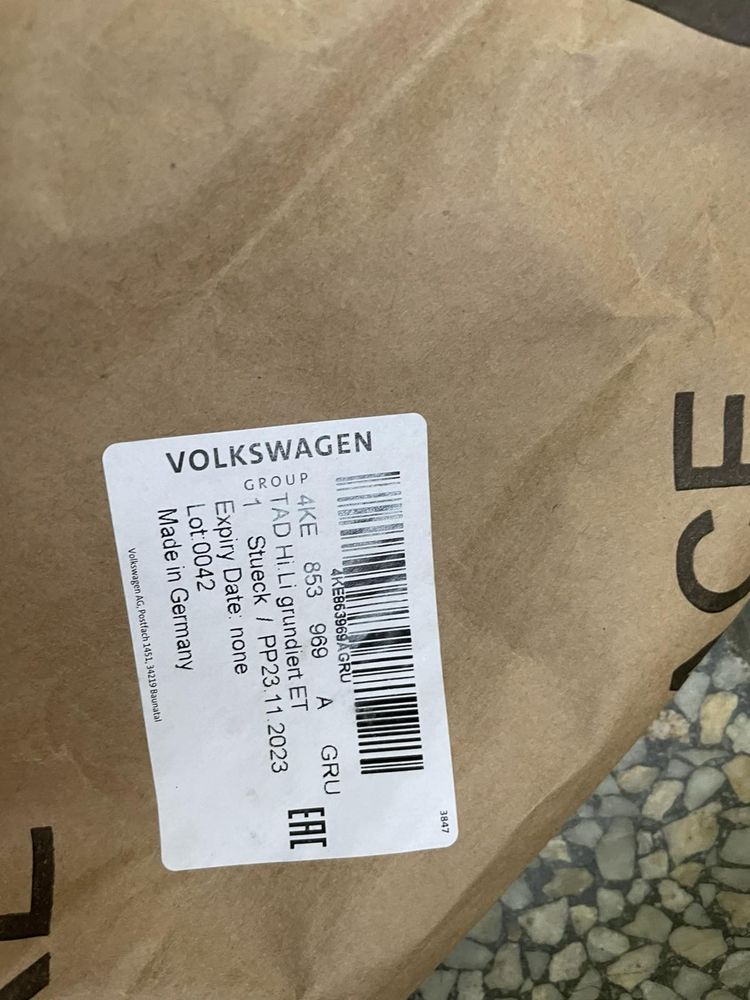 VOLKSWAGEN
GROUP
4KE853969AGRU
4KE 853 969 A GRU
TAD Hi.Li grundiert ET
1 Stueck / PP23.11.2023
Expiry Date: none
Lot:0042
Made in Germany
Volkswagen AG, Postfach 1451, 34219 Baunatal
EAC
3847